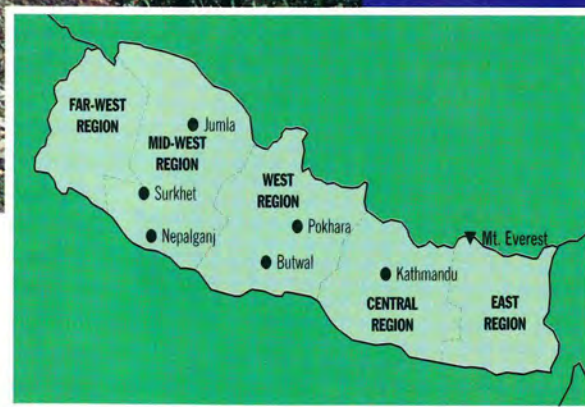 FAR-WEST
REGION
Jumla
MID-WEST
REGION
Surkhet
WEST
REGION
Nepalganj
Pokhara
Butwal
Mt. Everest
Kathmandu
CENTRAL
REGION
EAST
REGION